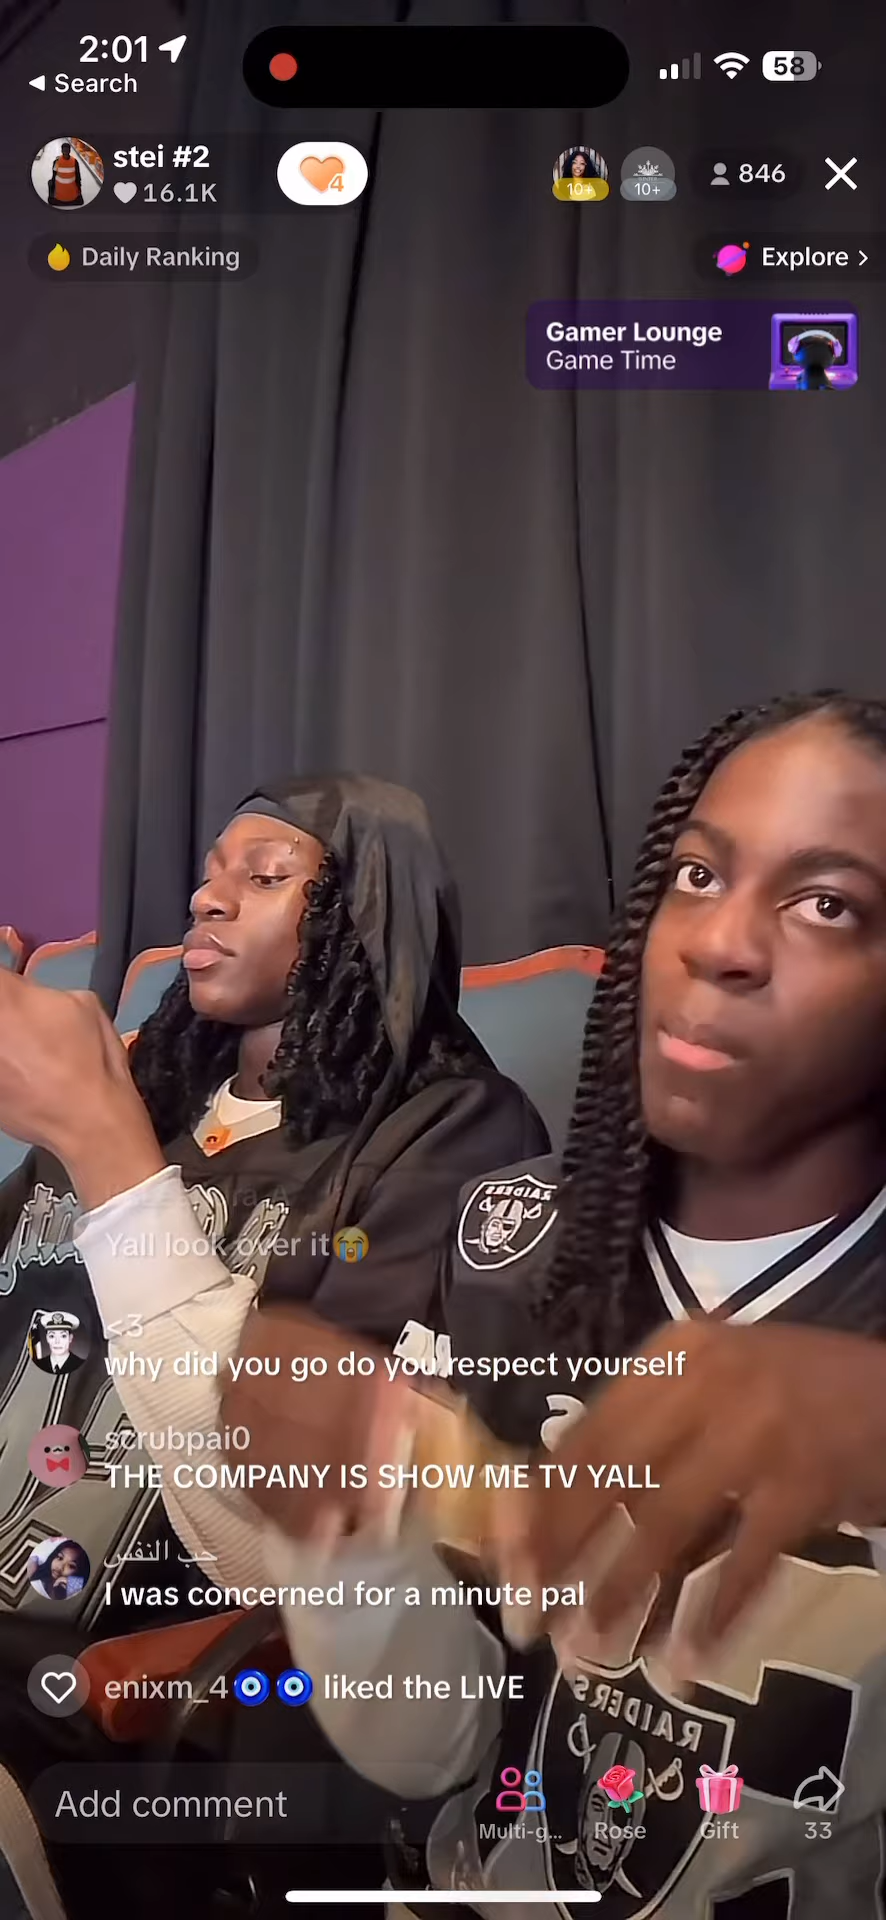 2:01
58
◀ Search
stei #2
16.1K
4
10+
10+
846
Daily Ranking
Explore >
Gamer Lounge
Game Time
RAIDERS
Yall look over it😭
<3
why did you go do you respect yourself
scrubpai0
THE COMPANY IS SHOW ME TV YALL
حب النفس
I was concerned for a minute pal
enixm_4🧿🧿 liked the LIVE
RAIDERS
Add comment
Multi-g...
Rose
Gift
33